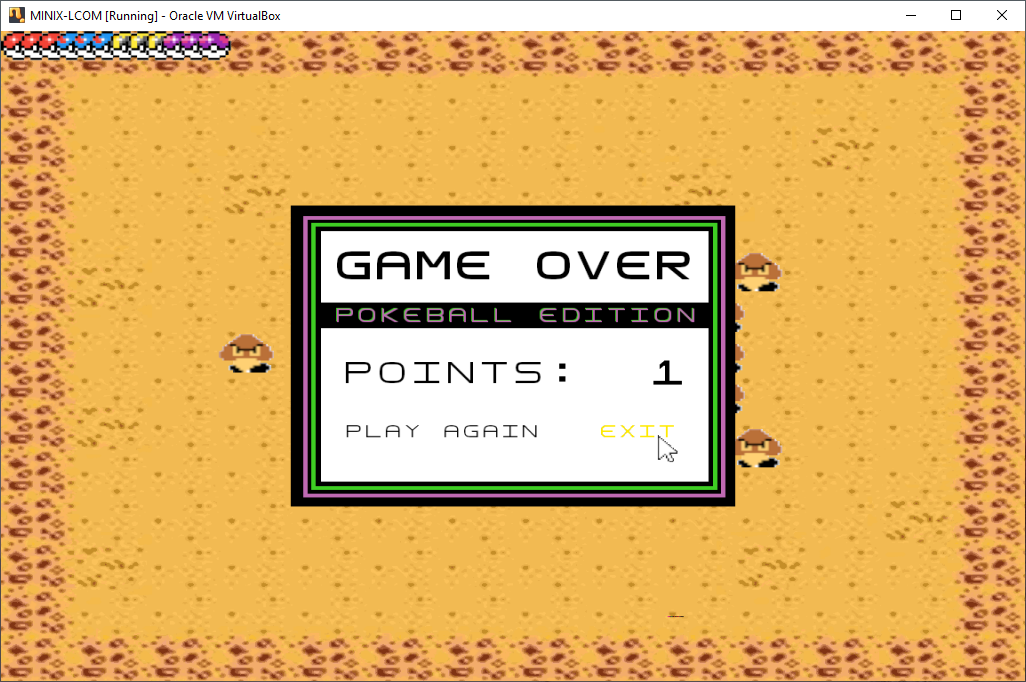 MINIX-LCOM [Running] - Oracle VM VirtualBox
GAME OVER
POKEBALL EDITION
POINTS: 1
PLAY AGAIN EXIT